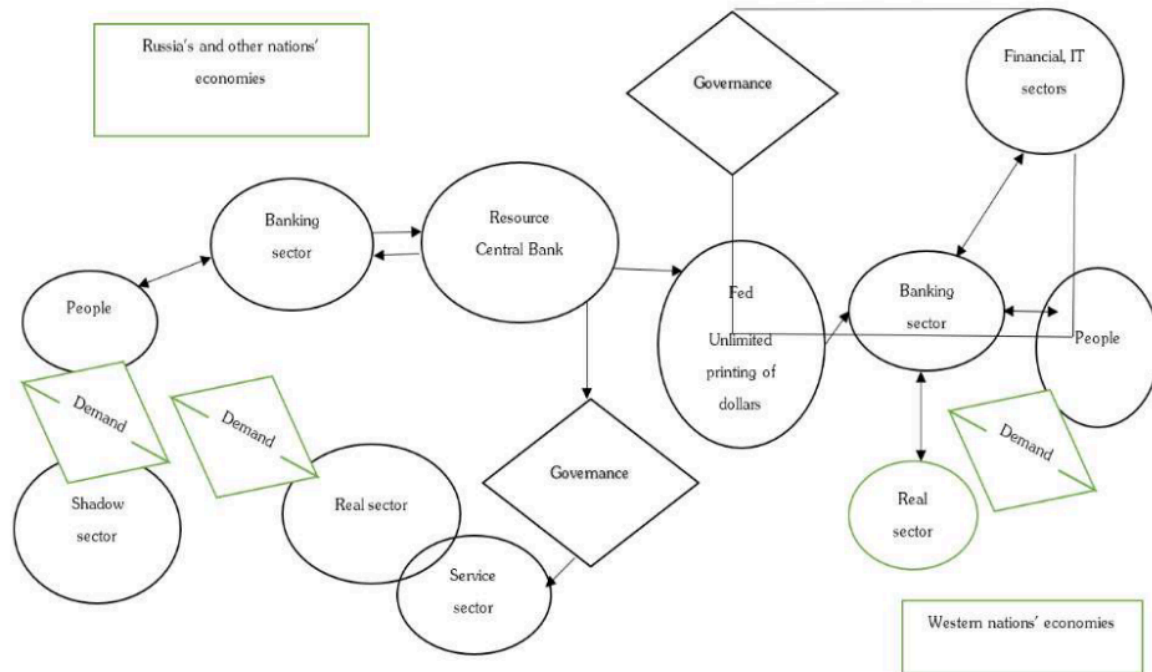 Russia's and other nations'
economies
Governance
Financial, IT
sectors
Banking
sector
Resource
Central Bank
People
Fed
Unlimited
printing of
dollars
Banking
sector
People
Demand
Demand
Demand
Shadow
sector
Real sector
Governance
Service
sector
Real
sector
Western nations' economies